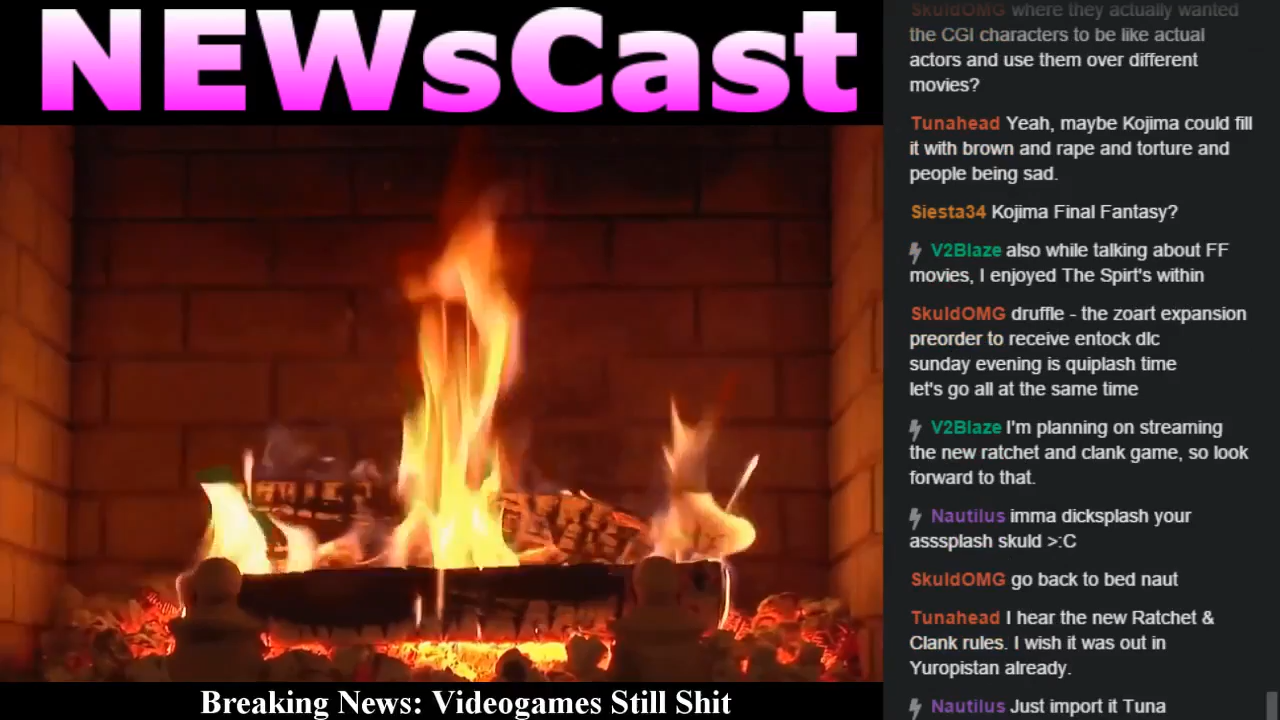 NEWsCast
SkuldOMG where they actually wanted
the CGI characters to be like actual
actors and use them over different
movies?
Tunahead Yeah, maybe Kojima could fill
it with brown and rape and torture and
people being sad.
Siesta34 Kojima Final Fantasy?
V2Blaze also while talking about FF
movies, I enjoyed The Spirt's within
SkuldOMG druffle - the zoart expansion
preorder to receive entock dlc
sunday evening is quiplash time
let's go all at the same time
V2Blaze I'm planning on streaming
the new ratchet and clank game, so look
forward to that.
Nautilus imma dicksplash your
asssplash skuld >:C
SkuldOMG go back to bed naut
Tunahead I hear the new Ratchet &
Clank rules. I wish it was out in
Yuropistan already.
Nautilus Just import it Tuna
Breaking News: Videogames Still Shit